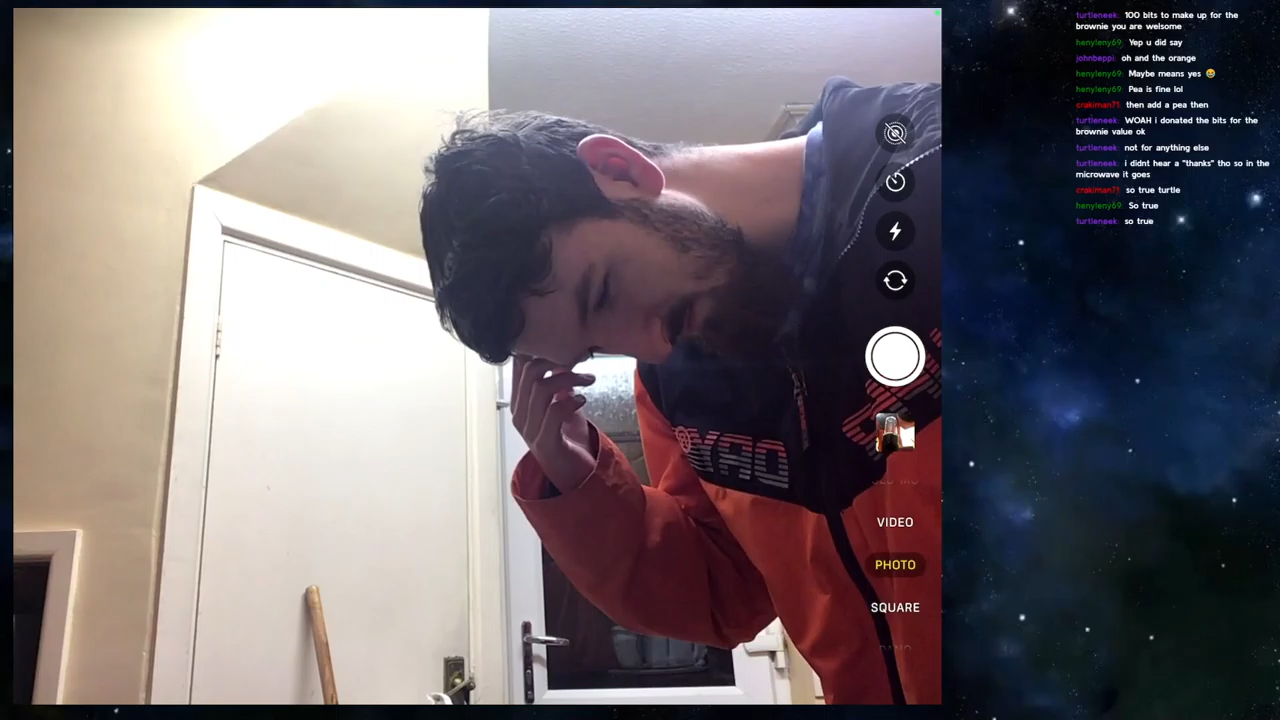 turtleneek: 100 bits to make up for the
brownie you are welsome
henyleny69: Yep u did say
johnbeppi: oh and the orange
henyleny69: Maybe means yes 😂
henyleny69: Pea is fine lol
crakiman71: then add a pea then
turtleneek: WOAH i donated the bits for the
brownie value ok
turtleneek: not for anything else
turtleneek: i didnt hear a "thanks" tho so in the
microwave it goes
crakiman71: so true turtle
henyleny69: So true
turtleneek: so true
VIDEO
PHOTO
SQUARE